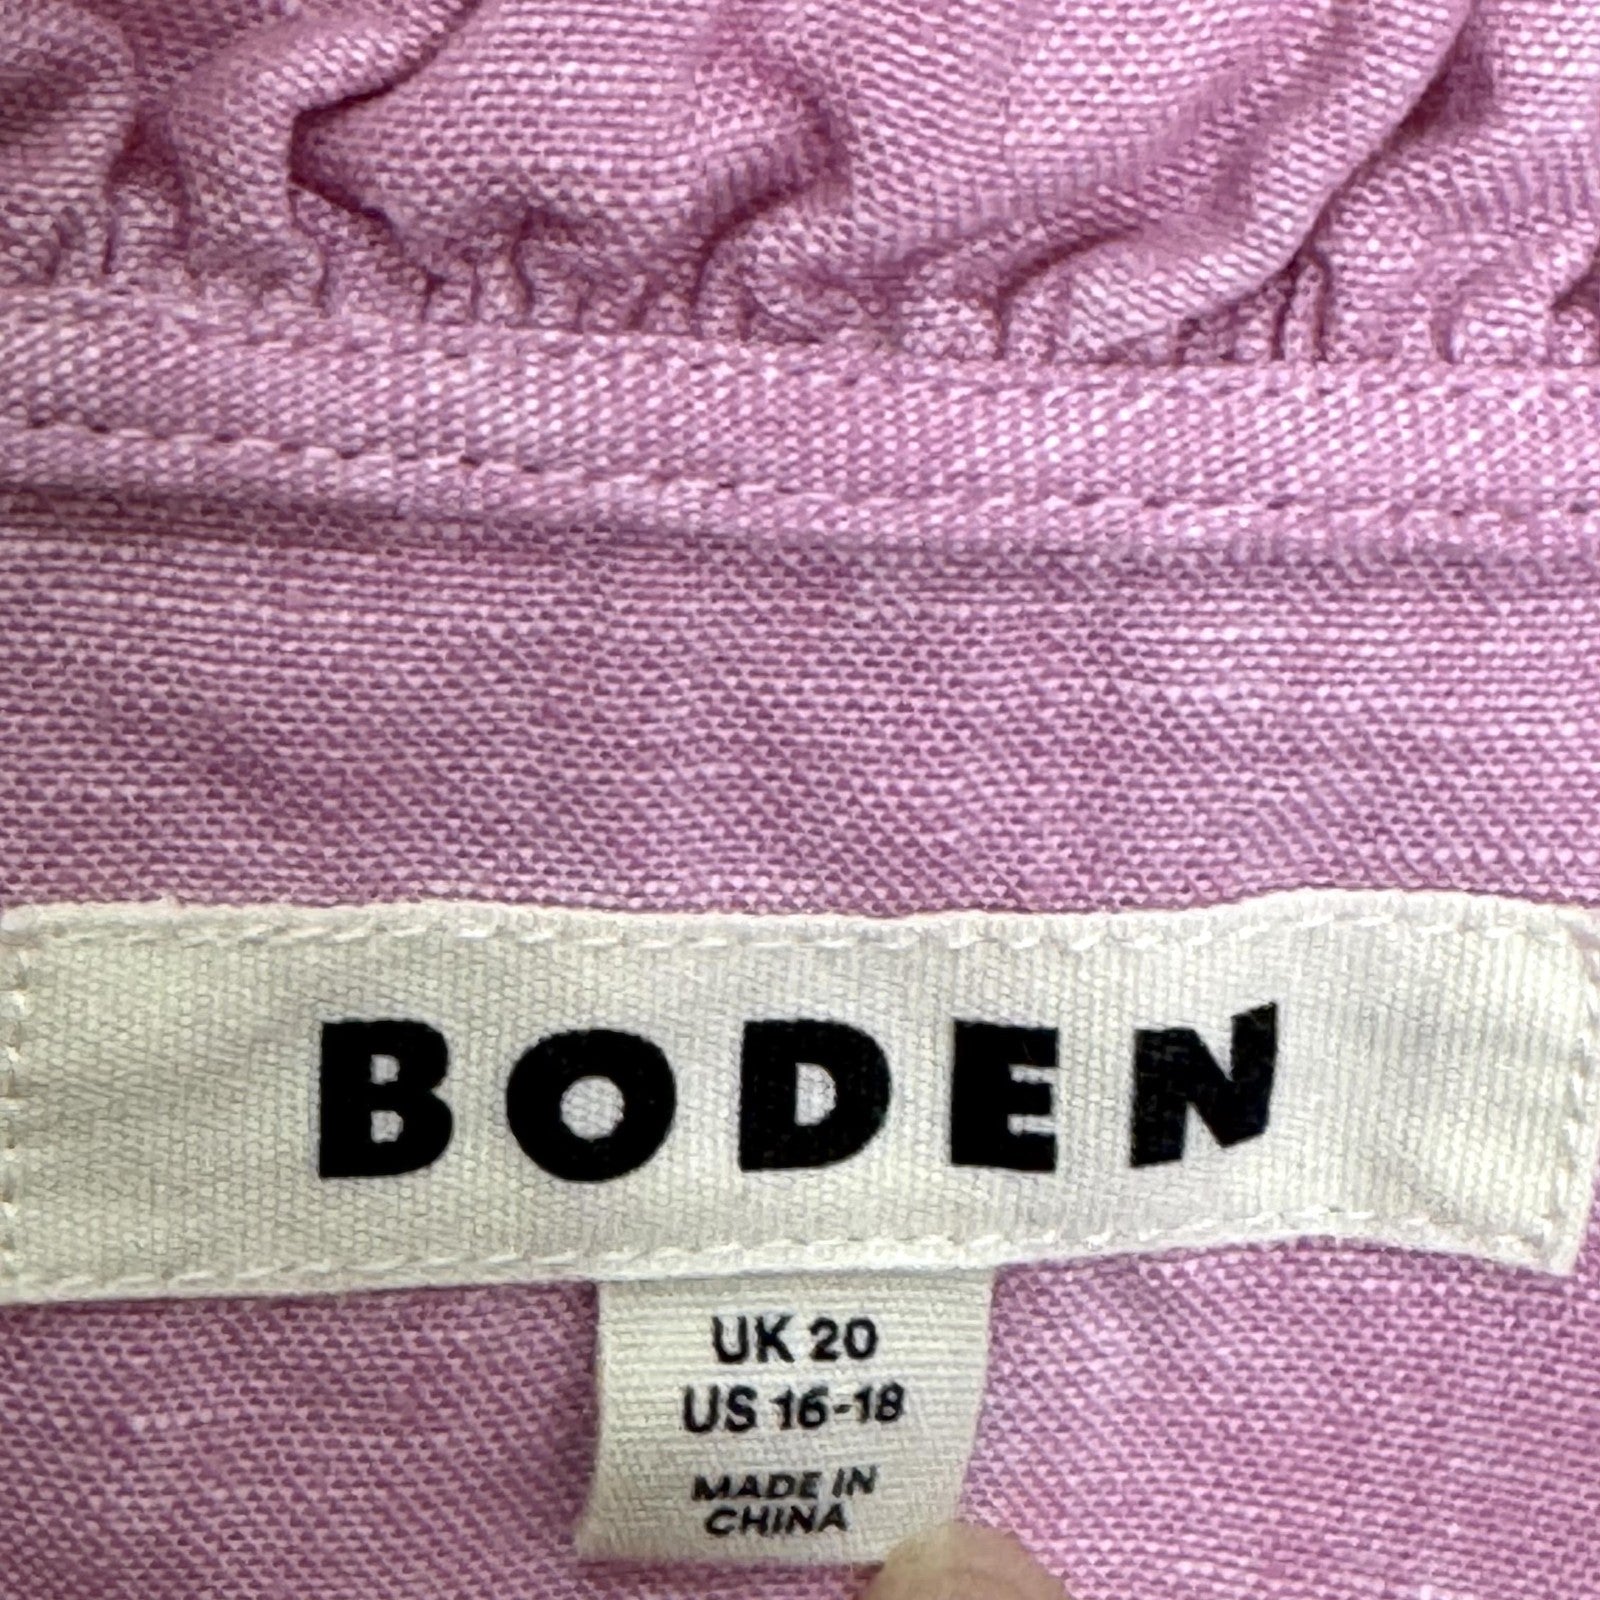 BODEN
UK 20
US 16-18
MADE IN
CHINA